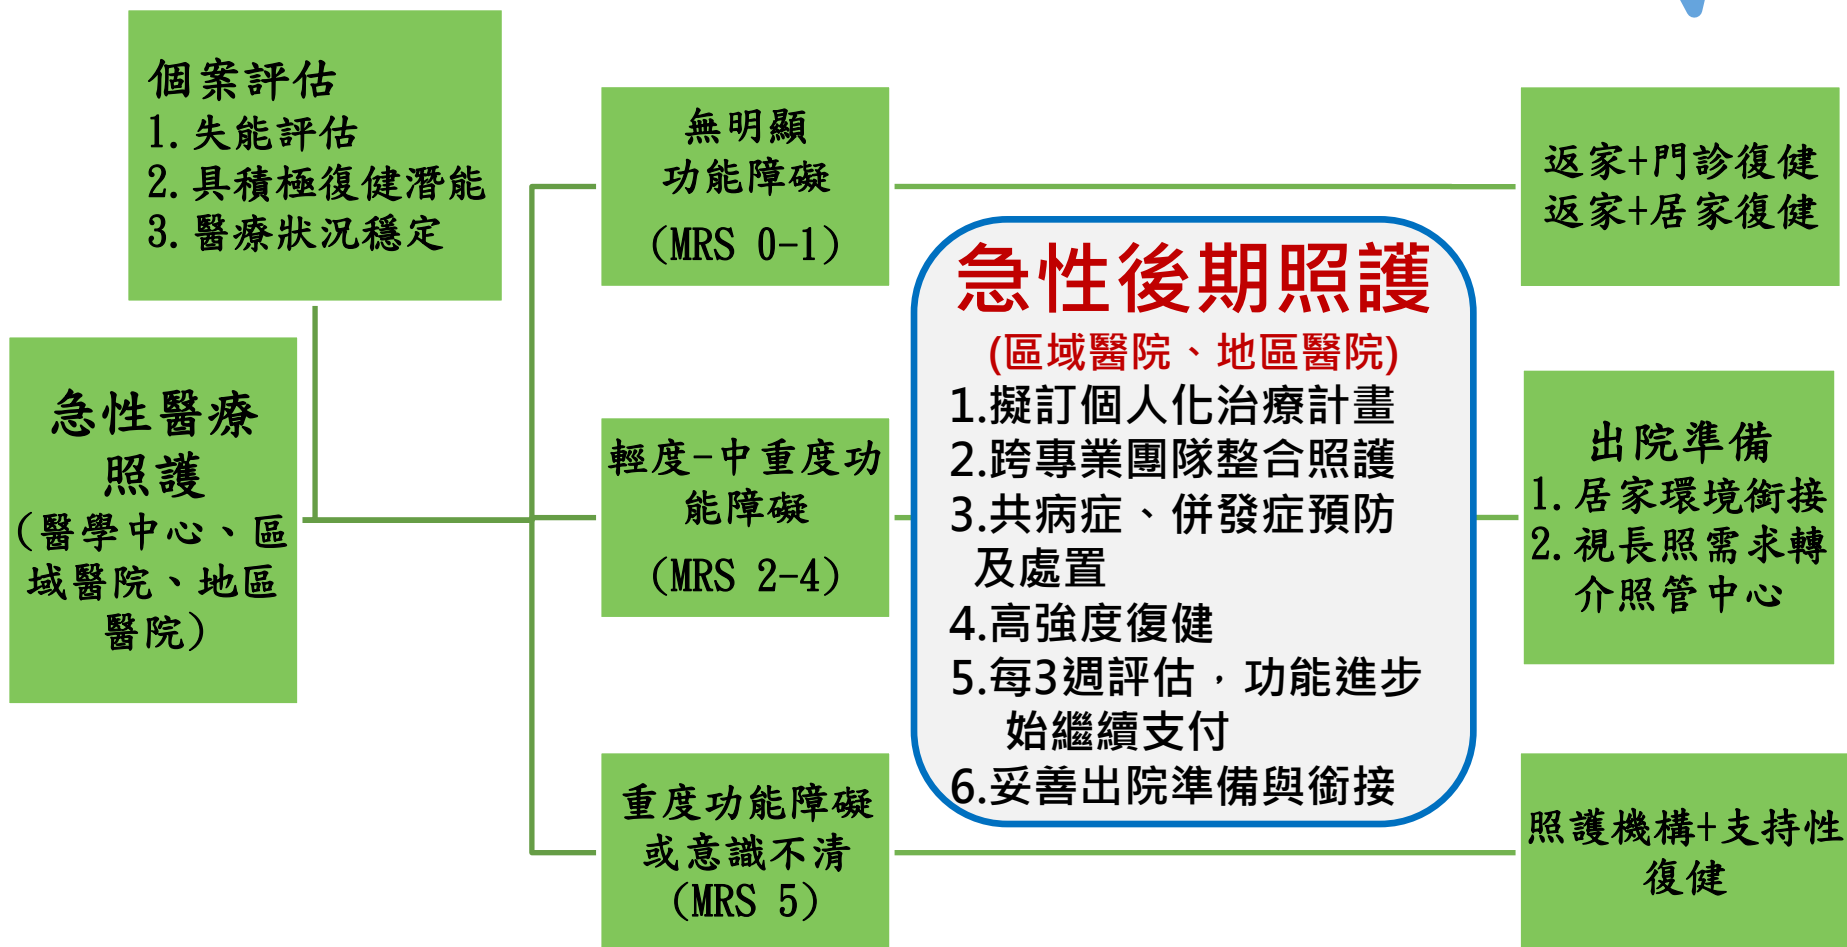 個案評估
1.失能評估
2.具積極復健潛能
3.醫療狀況穩定
急性醫療
照護
(醫學中心、區
域醫院、地區
醫院)
無明顯
功能障礙
(MRS 0-1)
輕度-中重度功
能障礙
(MRS 2-4)
重度功能障礙
或意識不清
(MRS 5)
急性後期照護
(區域醫院、地區醫院)
1.擬訂個人化治療計畫
2.跨專業團隊整合照護
3.共病症、併發症預防
及處置
4.高強度復健
5.每3週評估，功能進步
始繼續支付
6.妥善出院準備與銜接
返家+門診復健
返家+居家復健
出院準備
1.居家環境銜接
2.視長照需求轉
介照管中心
照護機構+支持性
復健